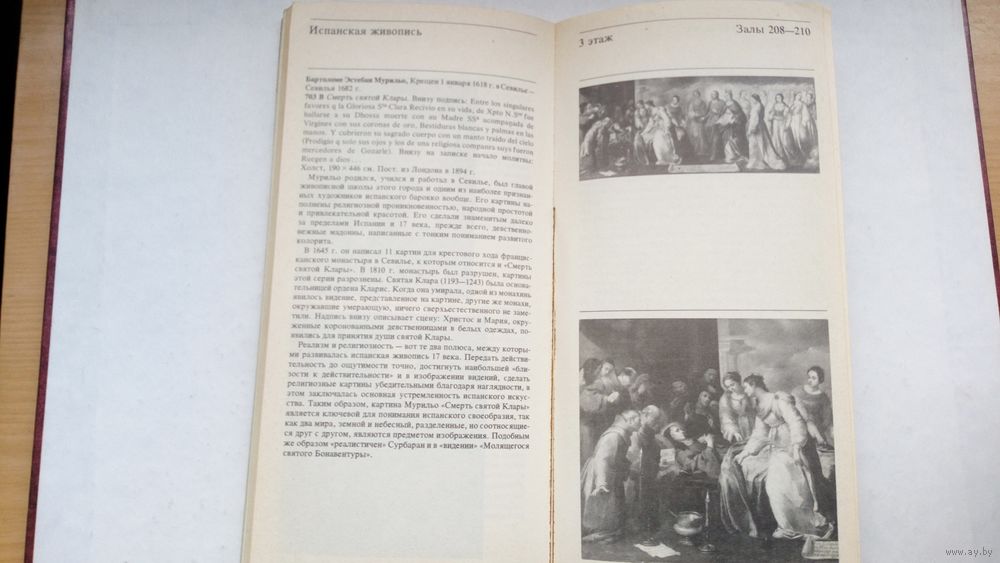 Испанская живопись
Бартоломе Эстебан Мурильо, Крещен 1 января 1618 г. в Севилье —
Севилья 1682 г.
703 В Смерть святой Клары. Внизу подпись: Entre los singulares
favores q la Gloriosa Sta Clara Recivio en su vida, de Xpto N.Sro fue
hallarse a su Dhossa muerte con su Madre SSa acompagada de
Virgines con sus coronas de oro, Bestiduras blancas y palmas en las
manos. Y cubrieron su sagrado cuerpo con un manto traido del cielo
(Prodigio q solo sus ojos y los de una religiosa companra suys fueron
mercedores de Gozarle). Внизу на записке начало молитвы:
Recgen a dios...
Холст, 190 × 446 см. Пост. из Лондона в 1894 г.
Мурильо родился, учился и работал в Севилье, был главой
живописной школы этого города и одним из наиболее признан-
ных художников испанского барокко вообще. Его картины на-
полнены религиозной проникновенностью, народной простотой
и привлекательной красотой. Его сделали знаменитым далеко
за пределами Испании и 17 века, прежде всего, девственно-
нежные мадонны, написанные с тонким пониманием развитого
колорита.
В 1645 г. он написал 11 картин для крестового хода францис-
канского монастыря в Севилье, к которым относится и «Смерть
святой Клары». В 1810 г. монастырь был разрушен, картины
этой серии разрознены. Святая Клара (1193—1243) была основа-
тельницей ордена Кларис. Когда она умирала, одной из монахинь
явилось видение, представленное на картине, другие же монахи,
окружавшие умирающую, ничего сверхъестественного не заме-
тили. Надпись внизу описывает сцену: Христос и Мария, окру-
женные коронованными девственницами в белых одеждах, по-
явились для принятия души святой Клары.
Реализм и религиозность — вот те два полюса, между которы-
ми развивалась испанская живопись 17 века. Передать действи-
тельность до ощутимости точно, достигнуть наибольшей «бли-
зости к действительности» и в изображении видений, сделать
религиозные картины убедительными благодаря наглядности, в
этом заключалась основная устремленность испанского искус-
ства. Таким образом, картина Мурильо «Смерть святой Клары»
является ключевой для понимания испанского своеобразия, так
как два мира, земной и небесный, разделенные, но соотносящие-
ся друг с другом, являются предметом изображения. Подобным
же образом «реалистичен» Сурбаран и в «видении» «Молящегося
святого Бонавентуры».
3 этаж
Залы 208—210
www.ay.by